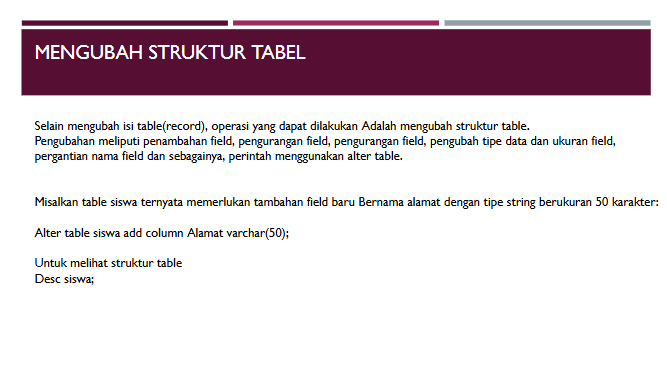 MENGUBAH STRUKTUR TABEL
Selain mengubah isi table(record), operasi yang dapat dilakukan Adalah mengubah struktur table.
Pengubahan meliputi penambahan field, pengurangan field, pengurangan field, pengubah tipe data dan ukuran field,
pergantian nama field dan sebagainya, perintah menggunakan alter table.
Misalkan table siswa ternyata memerlukan tambahan field baru Bernama alamat dengan tipe string berukuran 50 karakter:
Alter table siswa add column Alamat varchar(50);
Untuk melihat struktur table
Desc siswa;